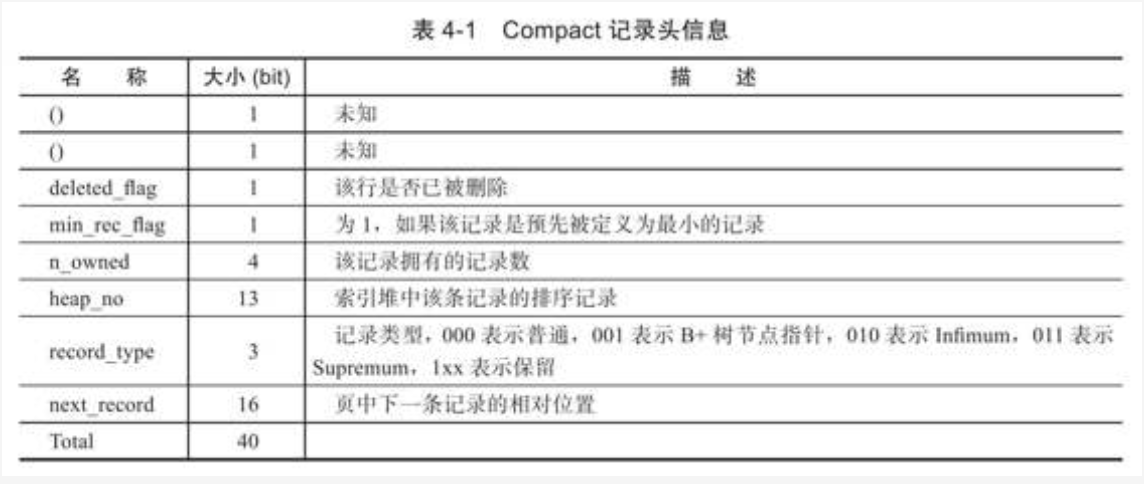 表 4-1 Compact 记录头信息
名 称 大小 (bit) 描 述
() 1 未知
() 1 未知
deleted_flag 1 该行是否已被删除
min_rec_flag 1 为 1，如果该记录是预先被定义为最小的记录
n_owned 4 该记录拥有的记录数
heap_no 13 索引堆中该条记录的排序记录
record_type 3 记录类型，000 表示普通，001 表示 B+ 树节点指针，010 表示 Infimum，011 表示
Supremum，1xx 表示保留
next_record 16 页中下一条记录的相对位置
Total 40